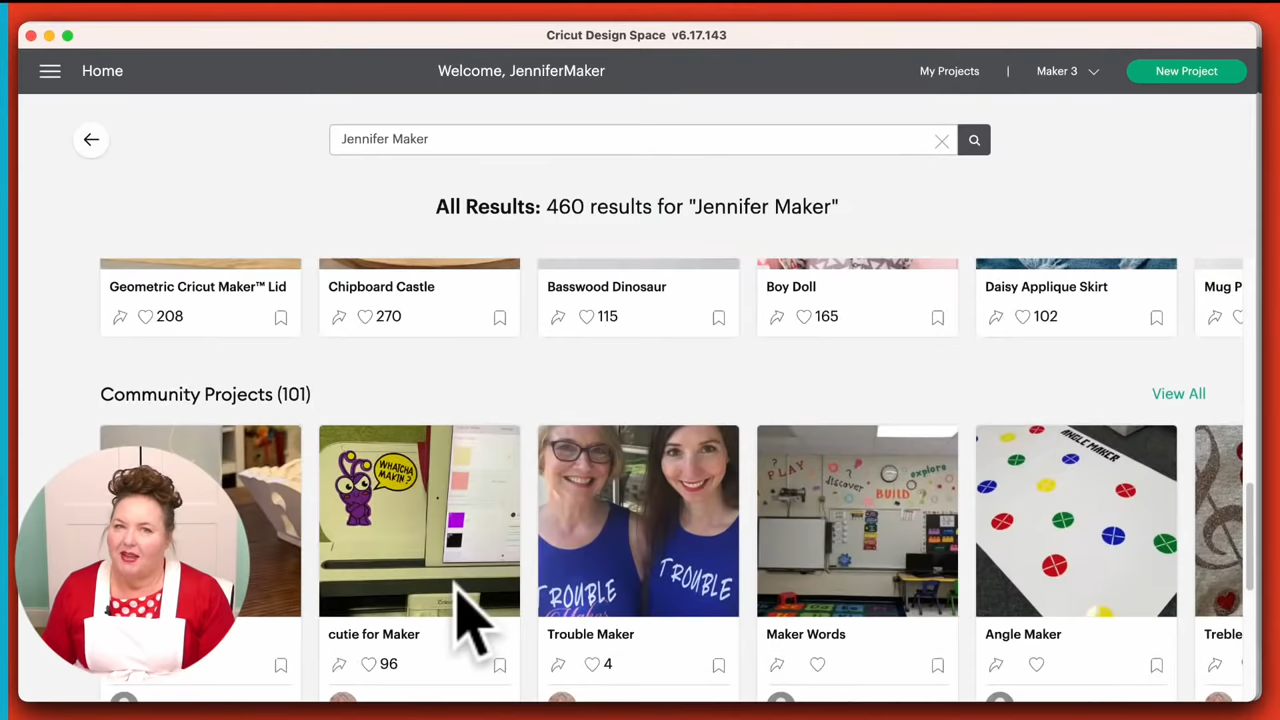 Cricut Design Space v6.17.143
Home
Welcome, JenniferMaker
My Projects | Maker 3
New Project
Jennifer Maker
All Results: 460 results for "Jennifer Maker"
Geometric Cricut Maker™ Lid
208
Chipboard Castle
270
Basswood Dinosaur
115
Boy Doll
165
Daisy Applique Skirt
102
Mug P
Community Projects (101)
View All
WHATCHA
MAKIN?
TROUBLE
TROUBLE
PLAY
discover
BUILD
explore
ANGLE MAKER
cutie for Maker
96
Trouble Maker
4
Maker Words
Angle Maker
Treble